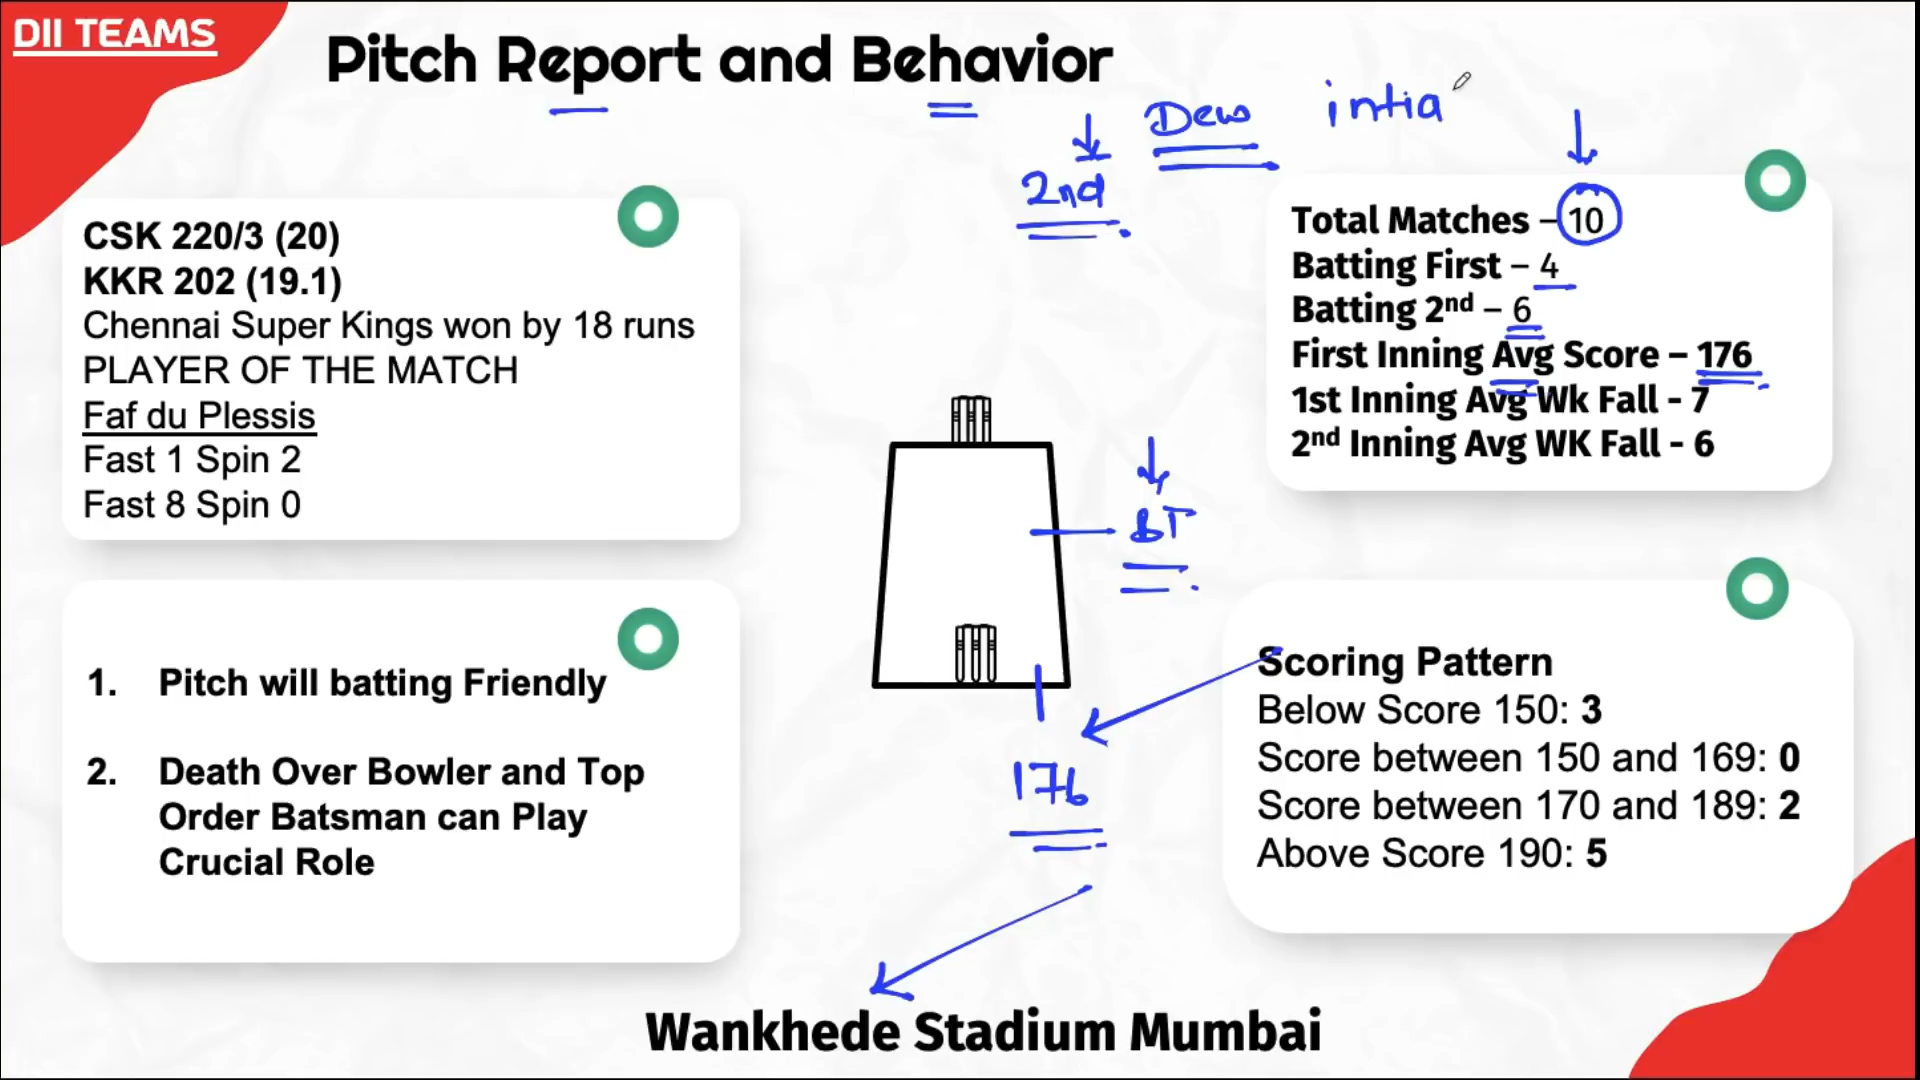 DII TEAMS
Pitch Report and Behavior
Dew intia
2nd
CSK 220/3 (20)
KKR 202 (19.1)
Chennai Super Kings won by 18 runs
PLAYER OF THE MATCH
Faf du Plessis
Fast 1 Spin 2
Fast 8 Spin 0
Total Matches – 10
Batting First – 4
Batting 2nd – 6
First Inning Avg Score – 176
1st Inning Avg Wk Fall - 7
2nd Inning Avg WK Fall - 6
BT
1. Pitch will batting Friendly
2. Death Over Bowler and Top
Order Batsman can Play
Crucial Role
176
Scoring Pattern
Below Score 150: 3
Score between 150 and 169: 0
Score between 170 and 189: 2
Above Score 190: 5
Wankhede Stadium Mumbai